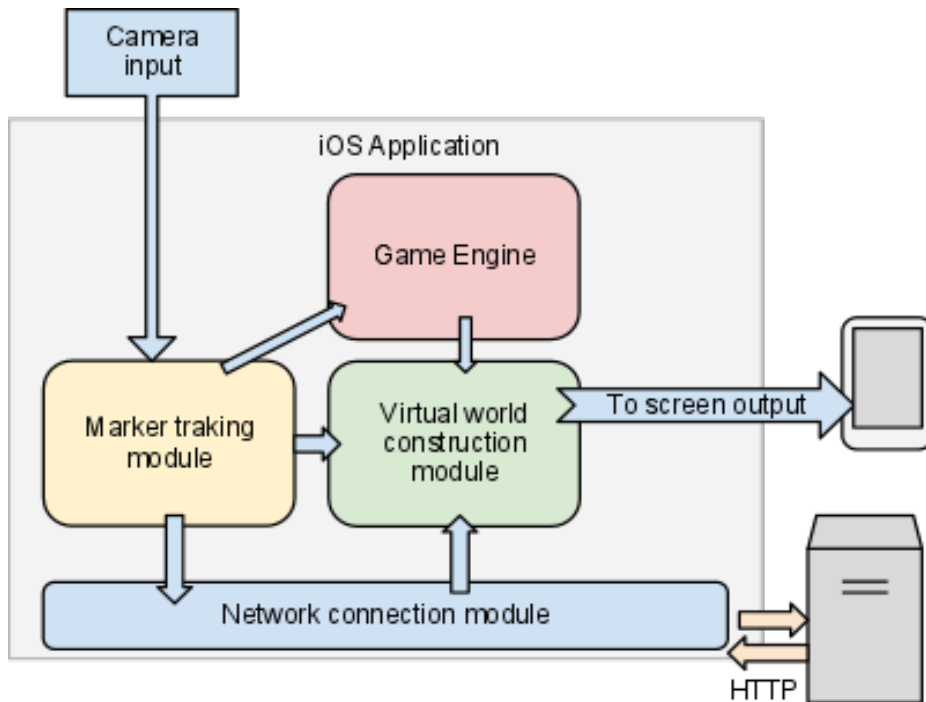 Camera
input
iOS Application
Game Engine
Marker traking
module
Virtual world
construction
module
To screen output
Network connection module
HTTP